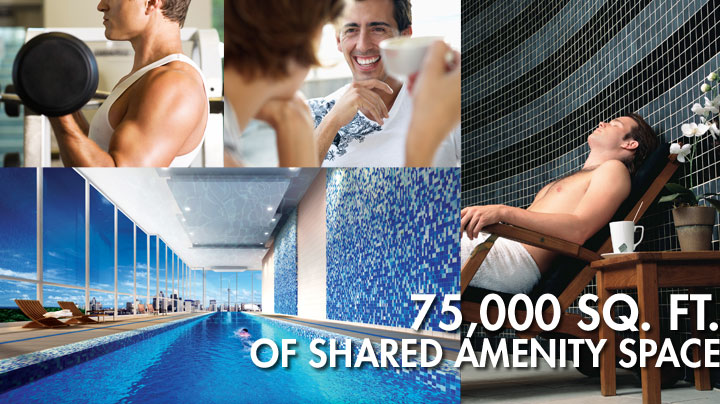 75,000 SQ. FT.
OF SHARED AMENITY SPACE